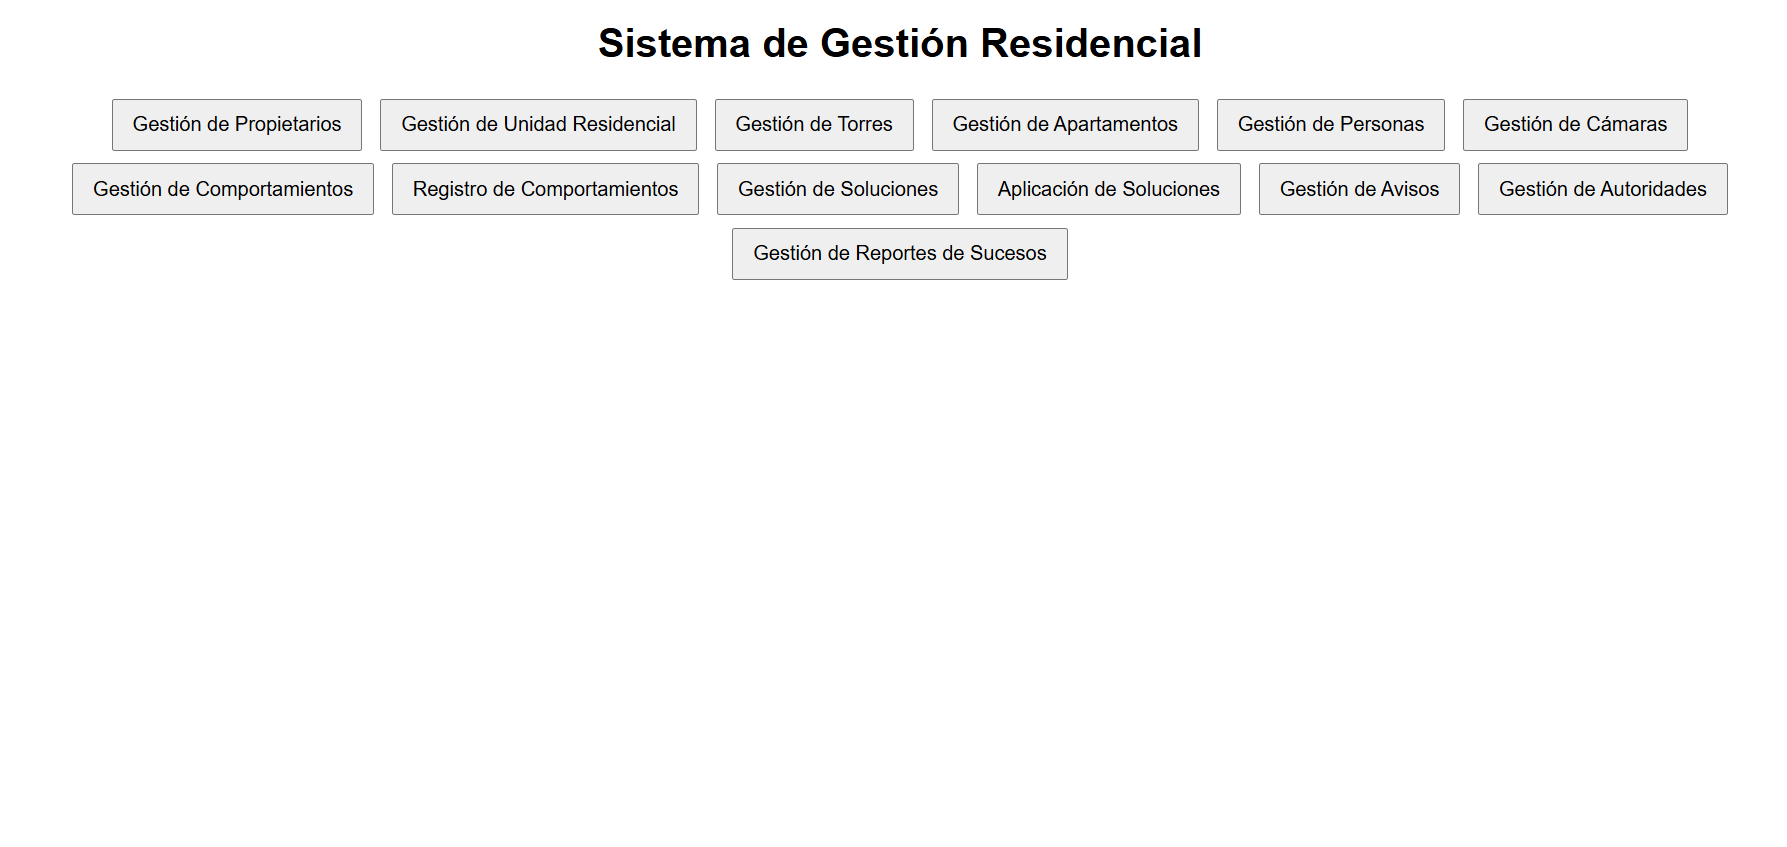 Sistema de Gestión Residencial
Gestión de Propietarios
Gestión de Unidad Residencial
Gestión de Torres
Gestión de Apartamentos
Gestión de Personas
Gestión de Cámaras
Gestión de Comportamientos
Registro de Comportamientos
Gestión de Soluciones
Aplicación de Soluciones
Gestión de Avisos
Gestión de Autoridades
Gestión de Reportes de Sucesos